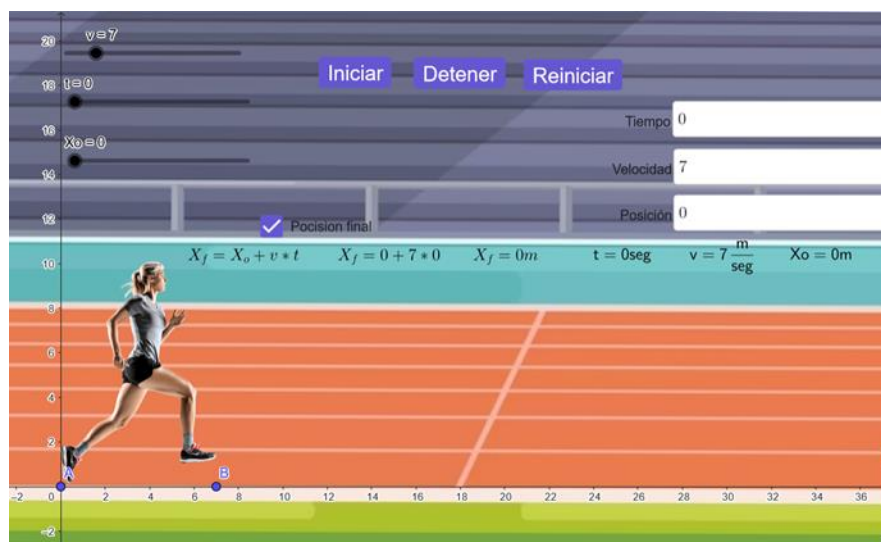 v = 7
t = 0
Xo = 0
Iniciar Detener Reiniciar
Tiempo 0
Velocidad 7
Posición 0
Pocision final
X_f = X_o + v * t X_f = 0 + 7 * 0 X_f = 0m t = 0seg v = 7 m/seg Xo = 0m
20
18
16
14
12
10
8
6
4
2
0
-2
A B
-2 0 2 4 6 8 10 12 14 16 18 20 22 24 26 28 30 32 34 36